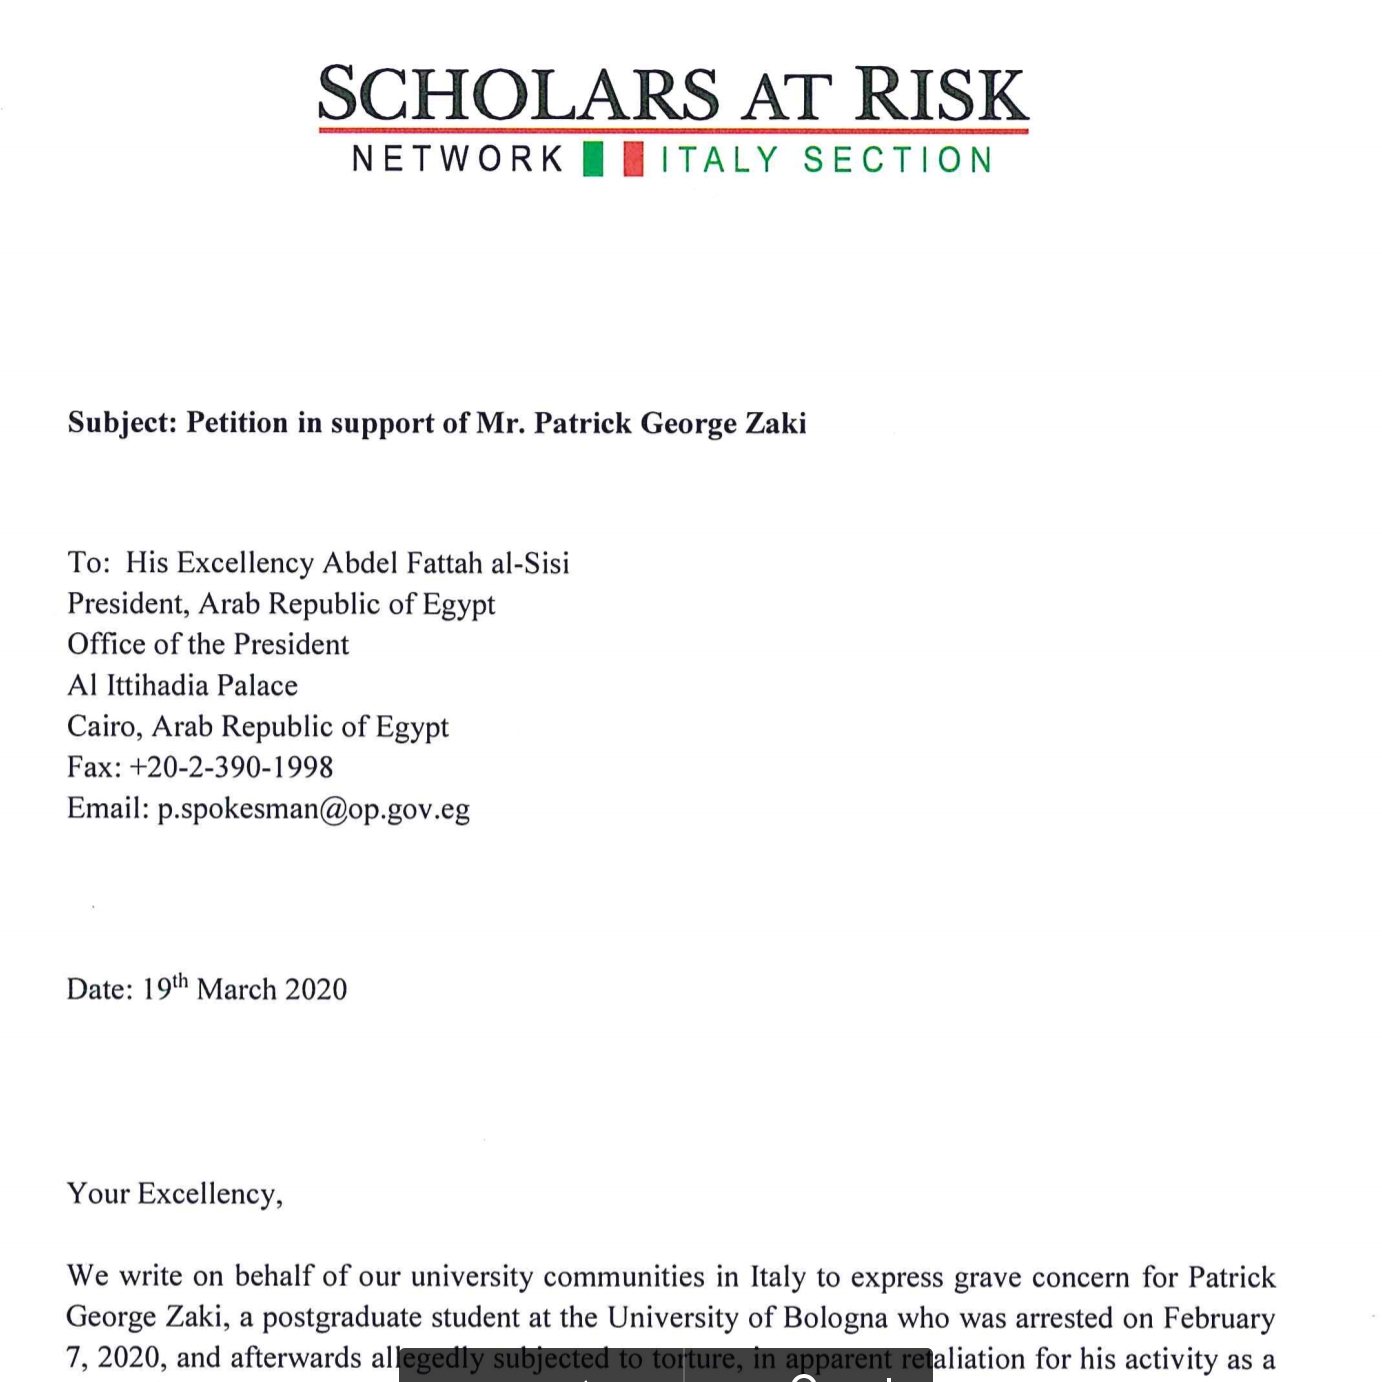 SCHOLARS AT RISK
NETWORK ITALY SECTION
Subject: Petition in support of Mr. Patrick George Zaki
To: His Excellency Abdel Fattah al-Sisi
President, Arab Republic of Egypt
Office of the President
Al Ittihadia Palace
Cairo, Arab Republic of Egypt
Fax: +20-2-390-1998
Email: p.spokesman@op.gov.eg
Date: 19th March 2020
Your Excellency,
We write on behalf of our university communities in Italy to express grave concern for Patrick
George Zaki, a postgraduate student at the University of Bologna who was arrested on February
7, 2020, and afterwards allegedly subjected to torture, in apparent retaliation for his activity as a